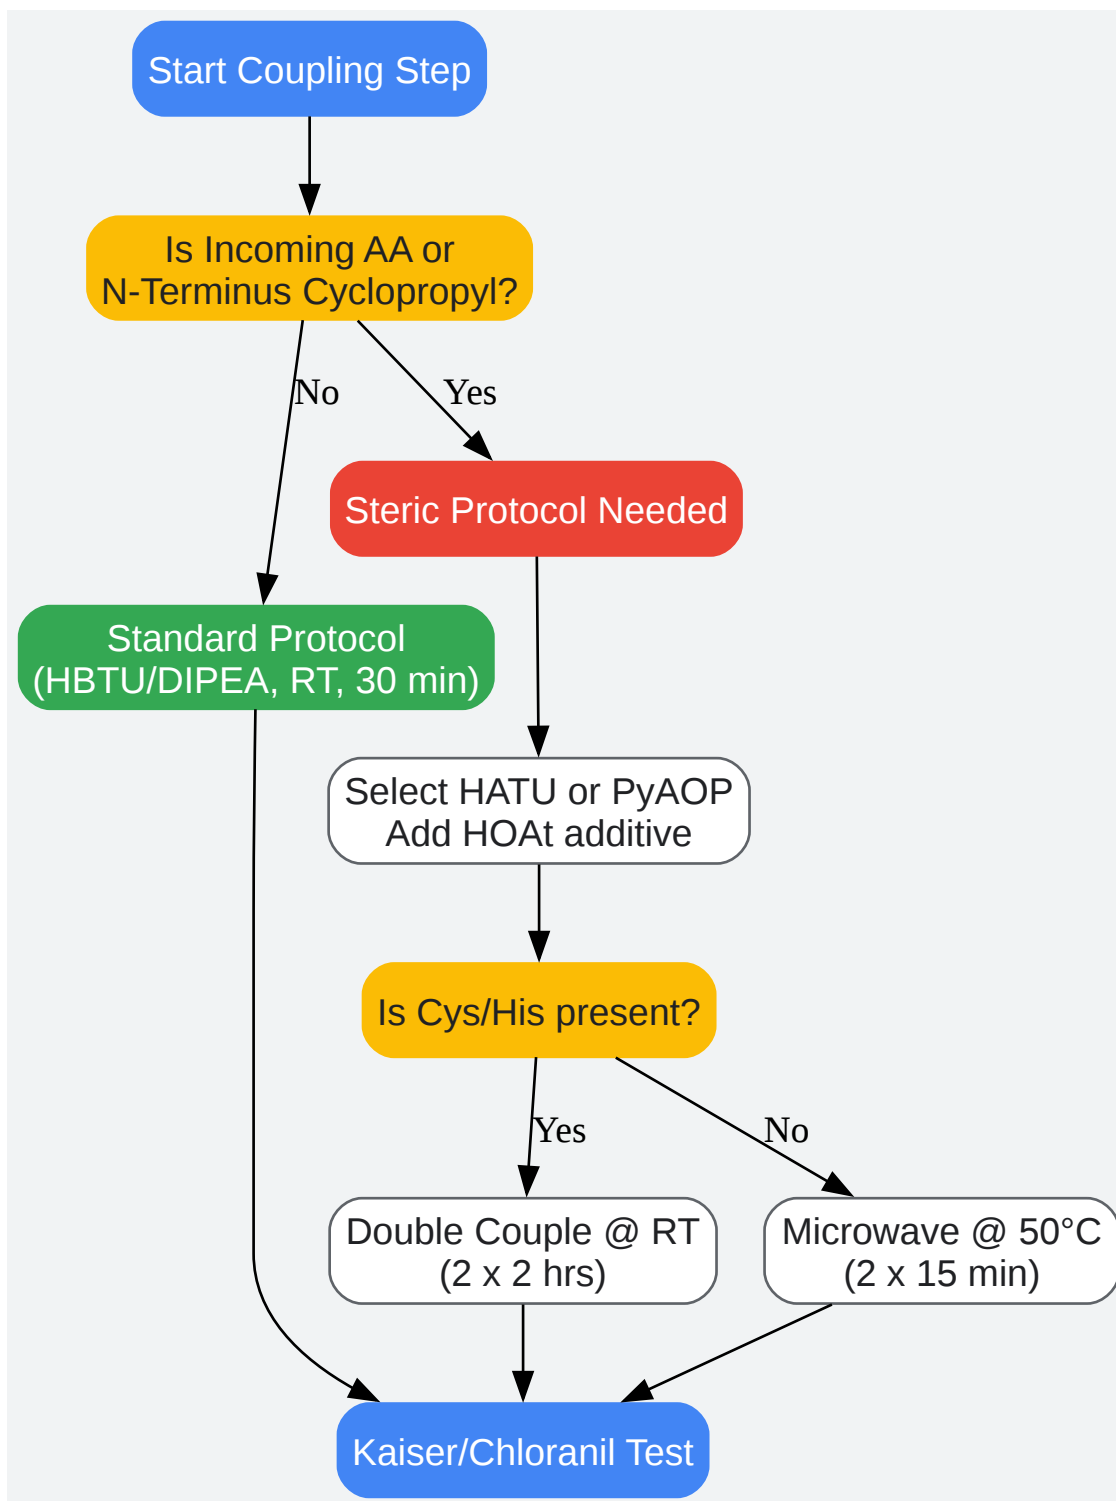 Start Coupling Step
Is Incoming AA or
N-Terminus Cyclopropyl?
No
Yes
Steric Protocol Needed
Standard Protocol
(HBTU/DIPEA, RT, 30 min)
Select HATU or PyAOP
Add HOAt additive
Is Cys/His present?
Yes
No
Double Couple @ RT
(2 x 2 hrs)
Microwave @ 50°C
(2 x 15 min)
Kaiser/Chloranil Test